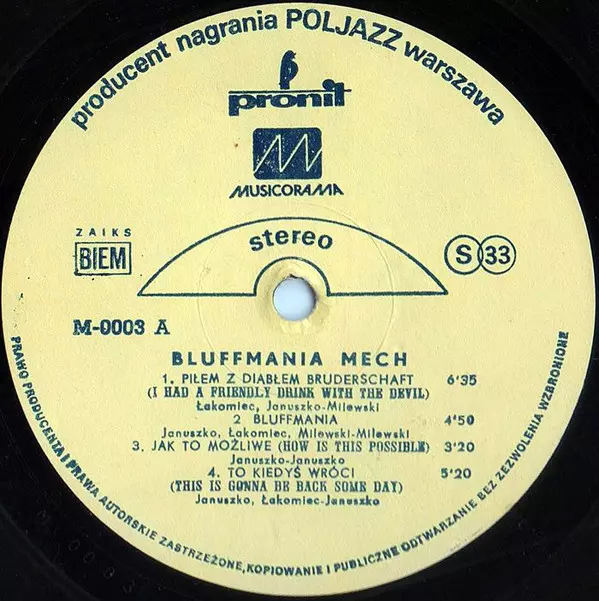 producent nagrania POLJAZZ warszawa
pronit
MUSICORAMA
stereo
ZAIKS
BIEM
S 33
M-0003 A
BLUFFMANIA MECH
1. PIŁEM Z DIABŁEM BRUDERSCHAFT 6'35
(I HAD A FRIENDLY DRINK WITH THE DEVIL)
Łakomiec, Januszko-Milewski
2 BLUFFMANIA 4'50
Januszko, Łakomiec, Milewski-Milewski
3. JAK TO MOŻLIWE (HOW IS THIS POSSIBLE) 3'20
Januszko-Januszko
4. TO KIEDYŚ WRÓCI 5'20
(THIS IS GONNA BE BACK SOME DAY)
Januszko, Łakomiec-Januszko
PRAWO PRODUCENTA I PRAWA AUTORSKIE ZASTRZEŻONE, KOPIOWANIE I PUBLICZNE ODTWARZANIE BEZ ZEZWOLENIA WZBRONIONE